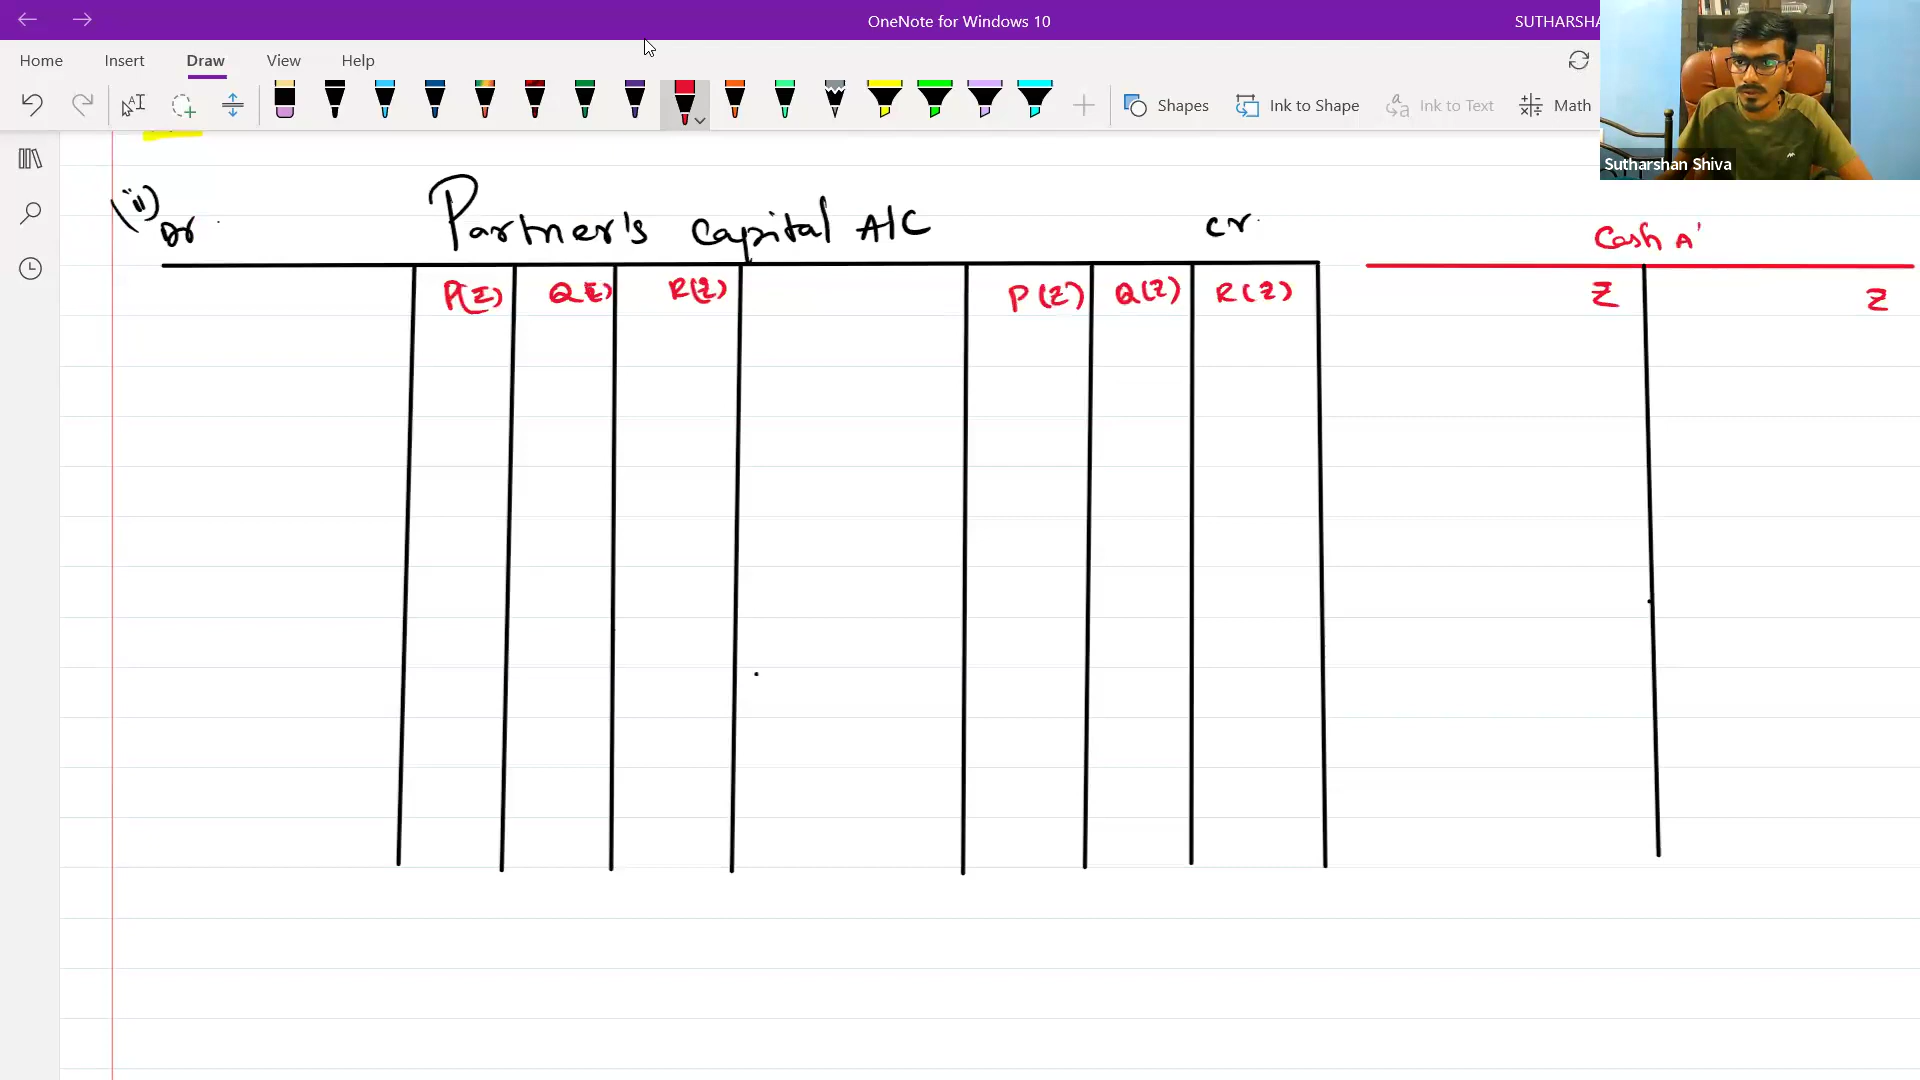 OneNote for Windows 10
SUTHARSHA
Home Insert Draw View Help
Shapes Ink to Shape Ink to Text Math
Sutharshan Shiva
(ii)
Dr Partner's Capital A/C cr
Cash A
P(Z) Q(Z) R(Z) P(Z) Q(Z) R(Z) Z Z